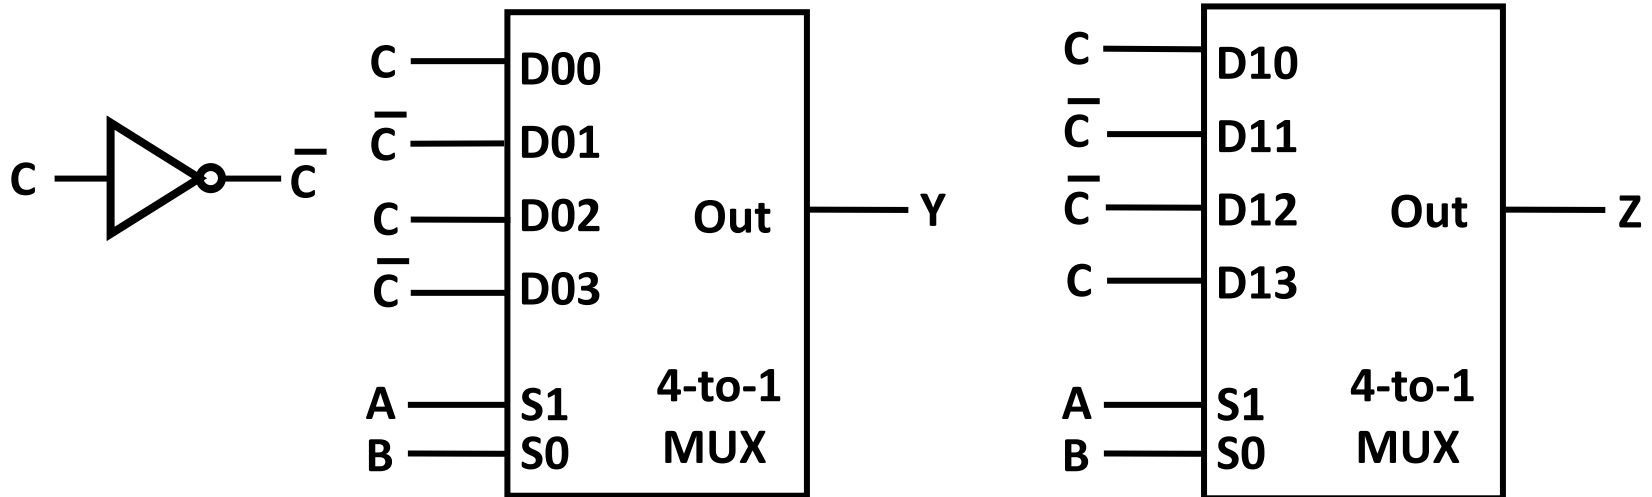 C
C̅
C
C̅
C
C̅
A
B
D00
D01
D02
D03
S1
S0
Out
4-to-1
MUX
Y
C
C̅
C̅
C
A
B
D10
D11
D12
D13
S1
S0
Out
4-to-1
MUX
Z